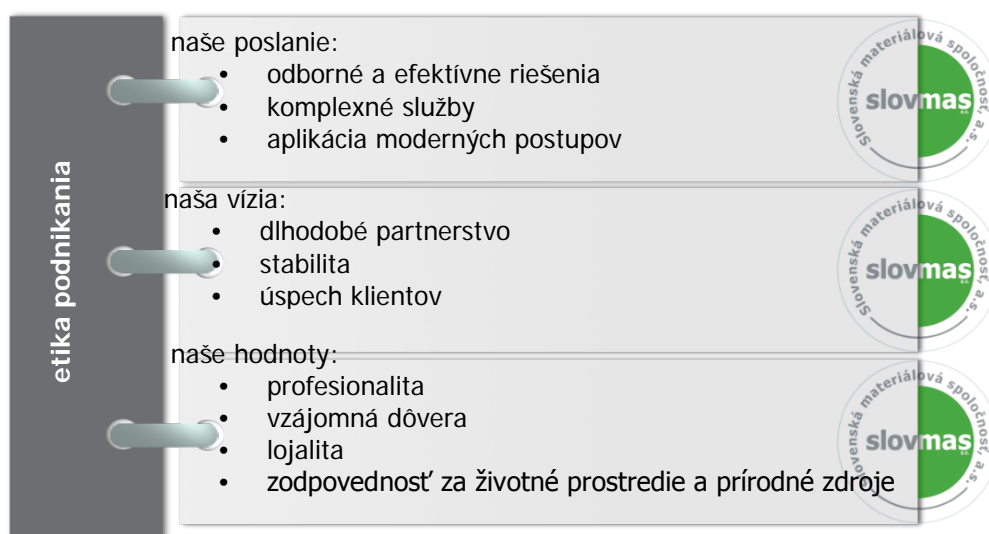 etika podnikania
naše poslanie:
• odborné a efektívne riešenia
• komplexné služby
• aplikácia moderných postupov
Slovenská materiálová spoločnosť, a.s.
slovmas
naša vízia:
• dlhodobé partnerstvo
• stabilita
• úspech klientov
Slovenská materiálová spoločnosť, a.s.
slovmas
naše hodnoty:
• profesionalita
• vzájomná dôvera
• lojalita
• zodpovednosť za životné prostredie a prírodné zdroje
Slovenská materiálová spoločnosť, a.s.
slovmas